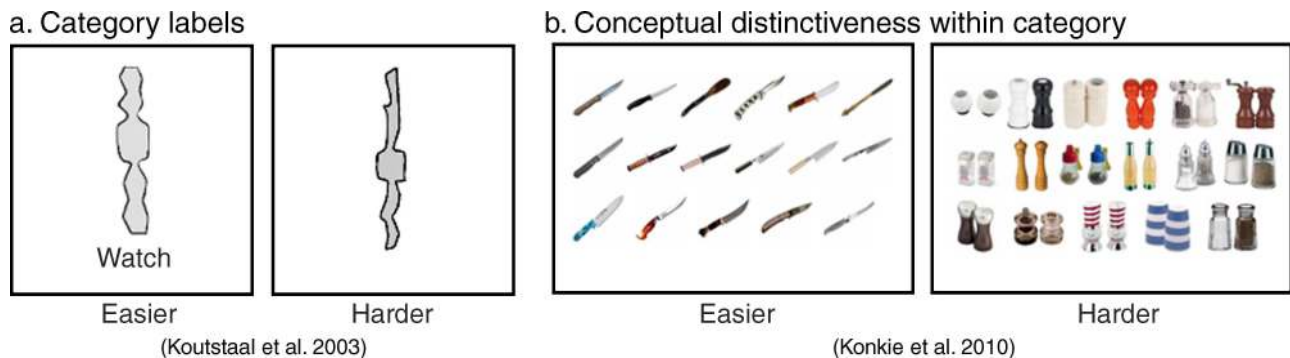 a. Category labels
b. Conceptual distinctiveness within category
Watch
Easier
Harder
Easier
Harder
(Koutstaal et al. 2003)
(Konkie et al. 2010)